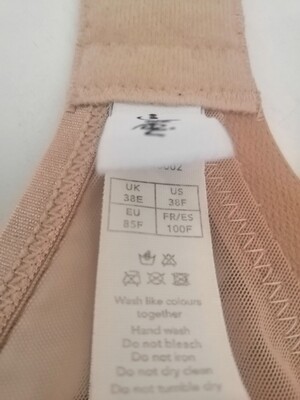 UK US
38E 38F
EU FR/ES
85F 100F
Wash like colours
together
Hand wash
Do not bleach
Do not iron
Do not dry clean
Do not tumble-dry